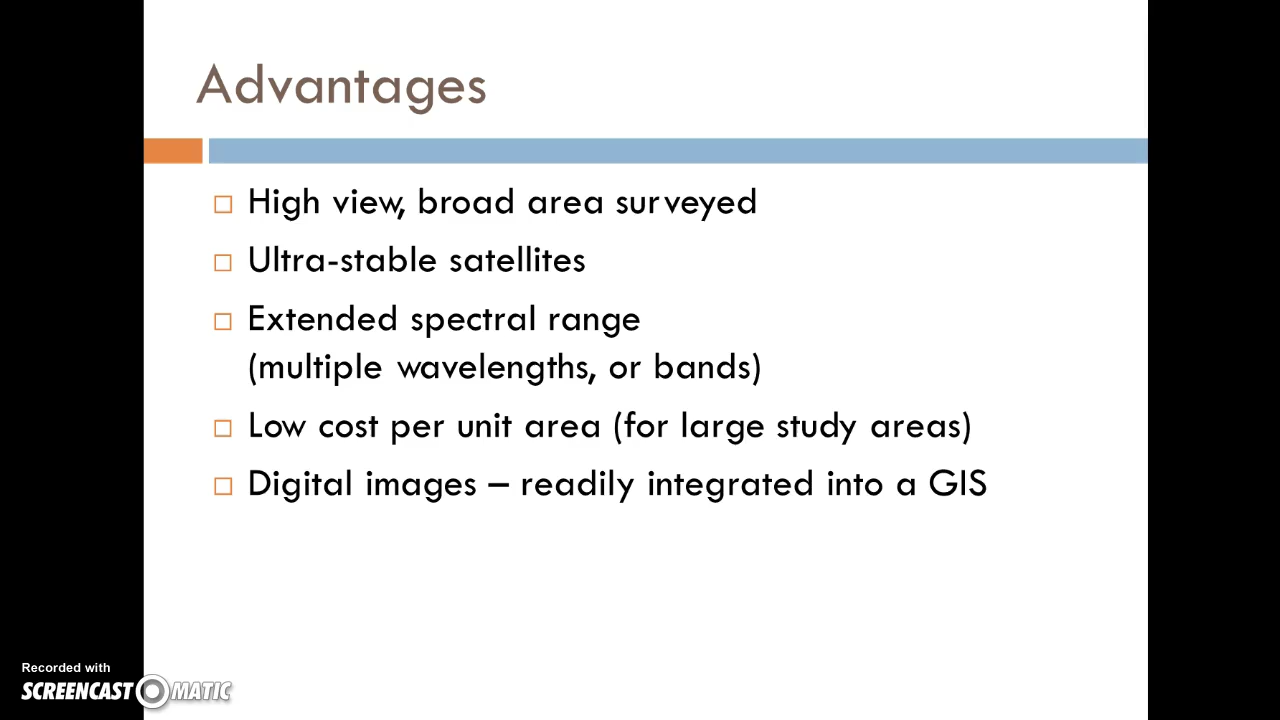 Advantages
High view, broad area surveyed
Ultra-stable satellites
Extended spectral range
(multiple wavelengths, or bands)
Low cost per unit area (for large study areas)
Digital images – readily integrated into a GIS
Recorded with
SCREENCAST MATIC